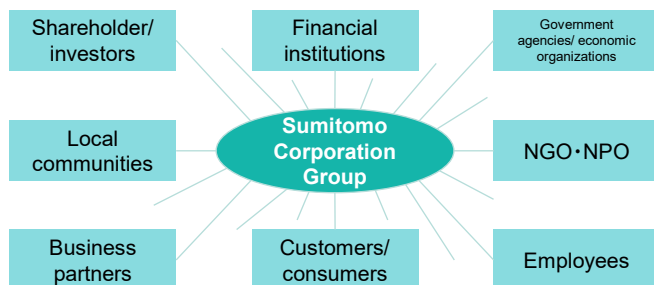 Shareholder/
investors
Financial
institutions
Government
agencies/ economic
organizations
Local
communities
Sumitomo
Corporation
Group
NGO・NPO
Business
partners
Customers/
consumers
Employees